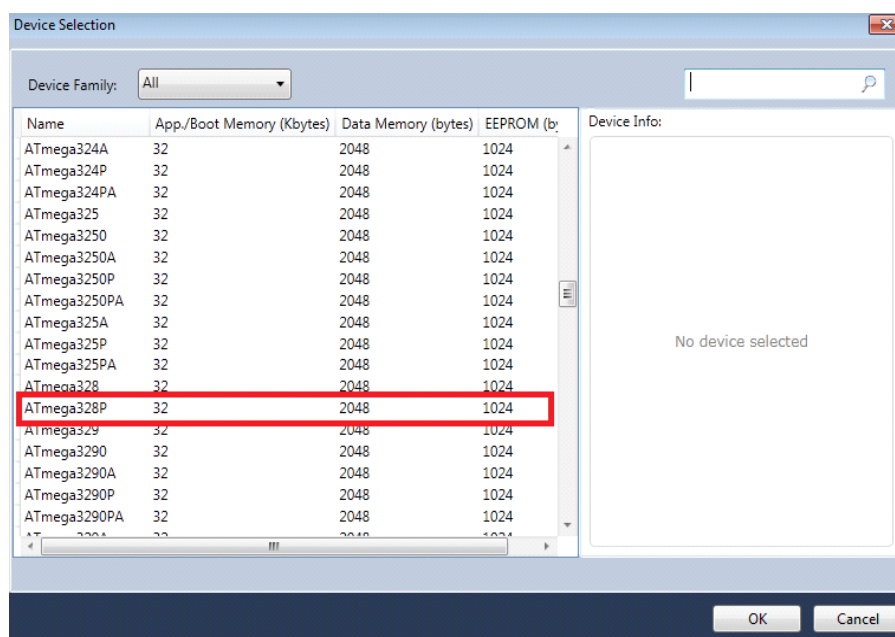 Device Selection
Device Family: All
Name App./Boot Memory (Kbytes) Data Memory (bytes) EEPROM (by
Device Info:
ATmega324A 32 2048 1024
ATmega324P 32 2048 1024
ATmega324PA 32 2048 1024
ATmega325 32 2048 1024
ATmega3250 32 2048 1024
ATmega3250A 32 2048 1024
ATmega3250P 32 2048 1024
ATmega3250PA 32 2048 1024
ATmega325A 32 2048 1024
ATmega325P 32 2048 1024
No device selected
ATmega325PA 32 2048 1024
ATmega328 32 2048 1024
ATmega328P 32 2048 1024
ATmega329 32 2048 1024
ATmega3290 32 2048 1024
ATmega3290A 32 2048 1024
ATmega3290P 32 2048 1024
ATmega3290PA 32 2048 1024
OK Cancel